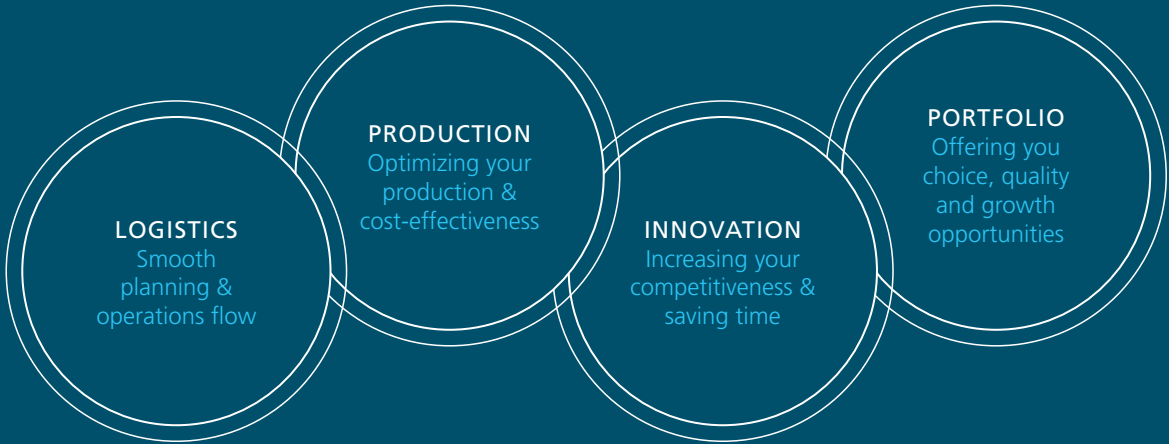 LOGISTICS
Smooth
planning &
operations flow
PRODUCTION
Optimizing your
production &
cost-effectiveness
INNOVATION
Increasing your
competitiveness &
saving time
PORTFOLIO
Offering you
choice, quality
and growth
opportunities